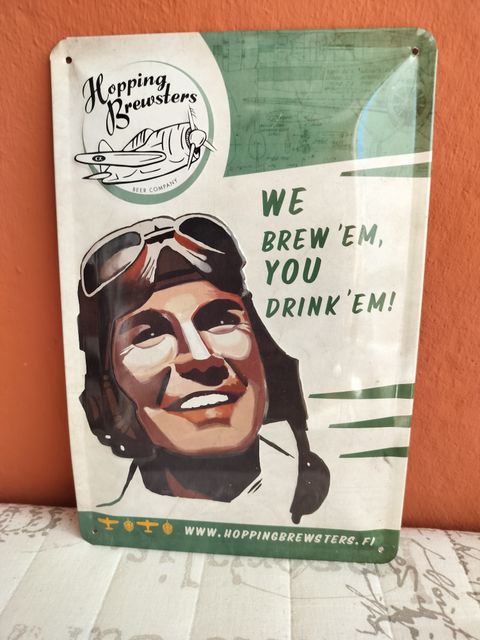 Hopping
Brewsters
BEER COMPANY
WE
BREW 'EM,
YOU
DRINK 'EM!
WWW.HOPPINGBREWSTERS.FI